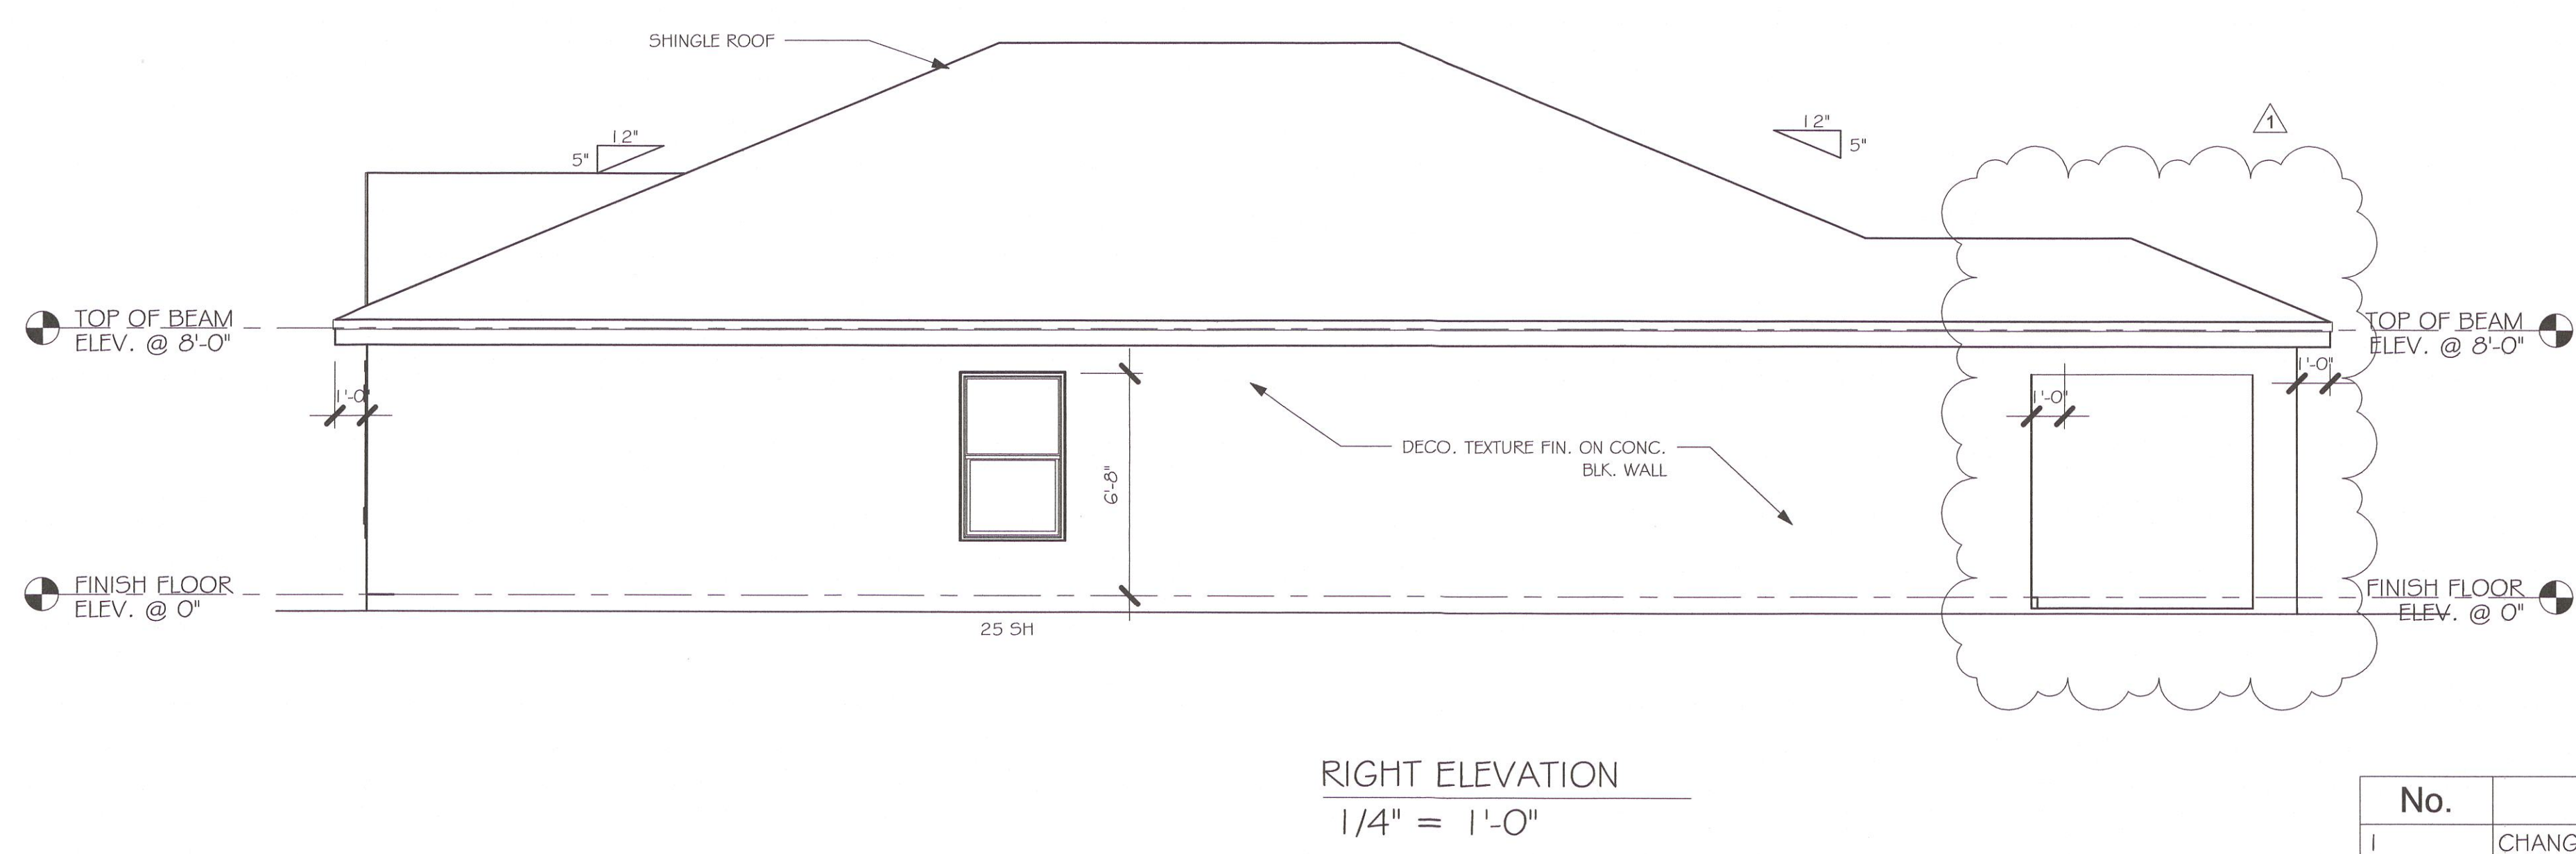 SHINGLE ROOF
12"
5"
12"
5"
1
TOP OF BEAM
ELEV. @ 8'-0"
TOP OF BEAM
ELEV. @ 8'-0"
1'-0"
1'-0"
1'-0"
6'-8"
DECO. TEXTURE FIN. ON CONC.
BLK. WALL
FINISH FLOOR
ELEV. @ 0"
FINISH FLOOR
ELEV. @ 0"
25 SH
RIGHT ELEVATION
1/4" = 1'-0"
No.
1
CHANG